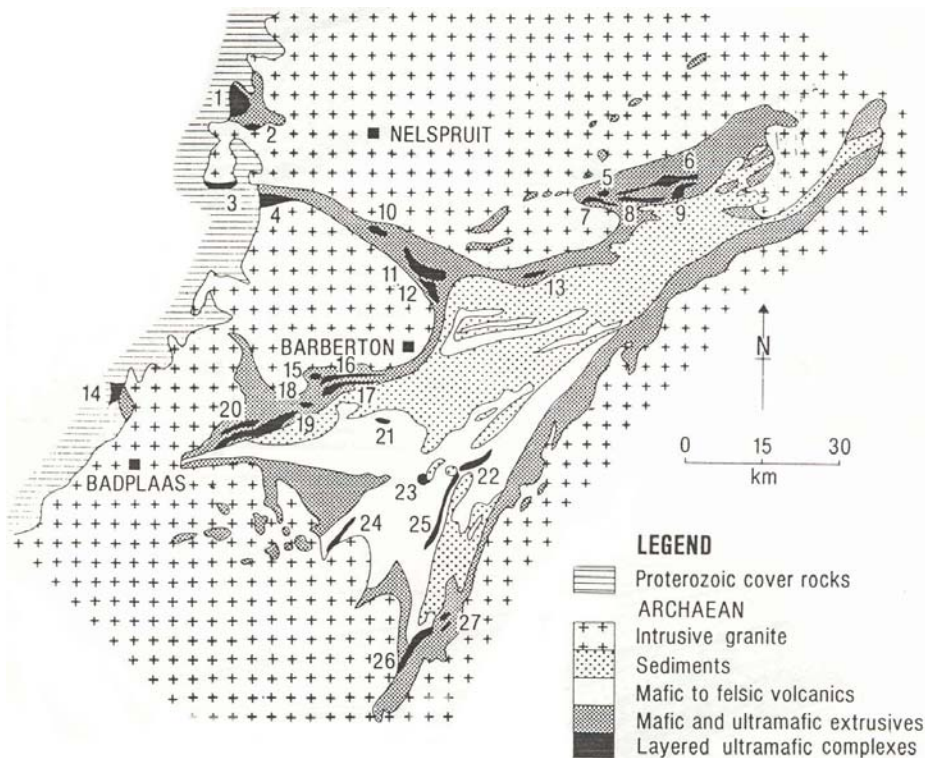 1
2
NELSPRUIT
3
4
5
6
7
8
9
10
11
12
13
BARBERTON
14
15
16
17
18
19
20
21
BADPLAAS
22
23
24
25
26
27
N
0 15 30
km
LEGEND
Proterozoic cover rocks
ARCHAEAN
Intrusive granite
Sediments
Mafic to felsic volcanics
Mafic and ultramafic extrusives
Layered ultramafic complexes